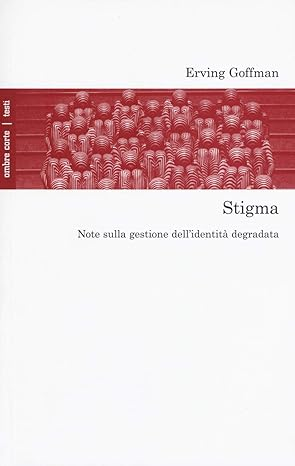 Erving Goffman
ombre corte | testi
Stigma
Note sulla gestione dell'identità degradata